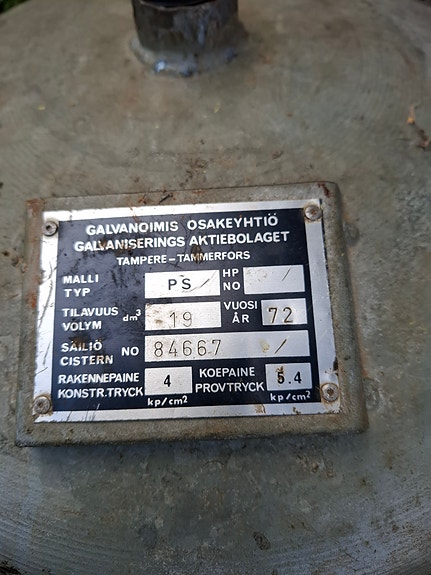 GALVANOIMIS OSAKEYHTIÖ
GALVANISERINGS AKTIEBOLAGET
TAMPERE – TAMMERFORS
MALLI TYP PS HP NO /
TILAVUUS VOLYM dm³ 19 VUOSI ÅR 72
SÄILIÖ CISTERN NO 84667 /
RAKENNEPAINE KONSTR.TRYCK 4 kp/cm² KOEPAINE PROVTRYCK 5.4 kp/cm²